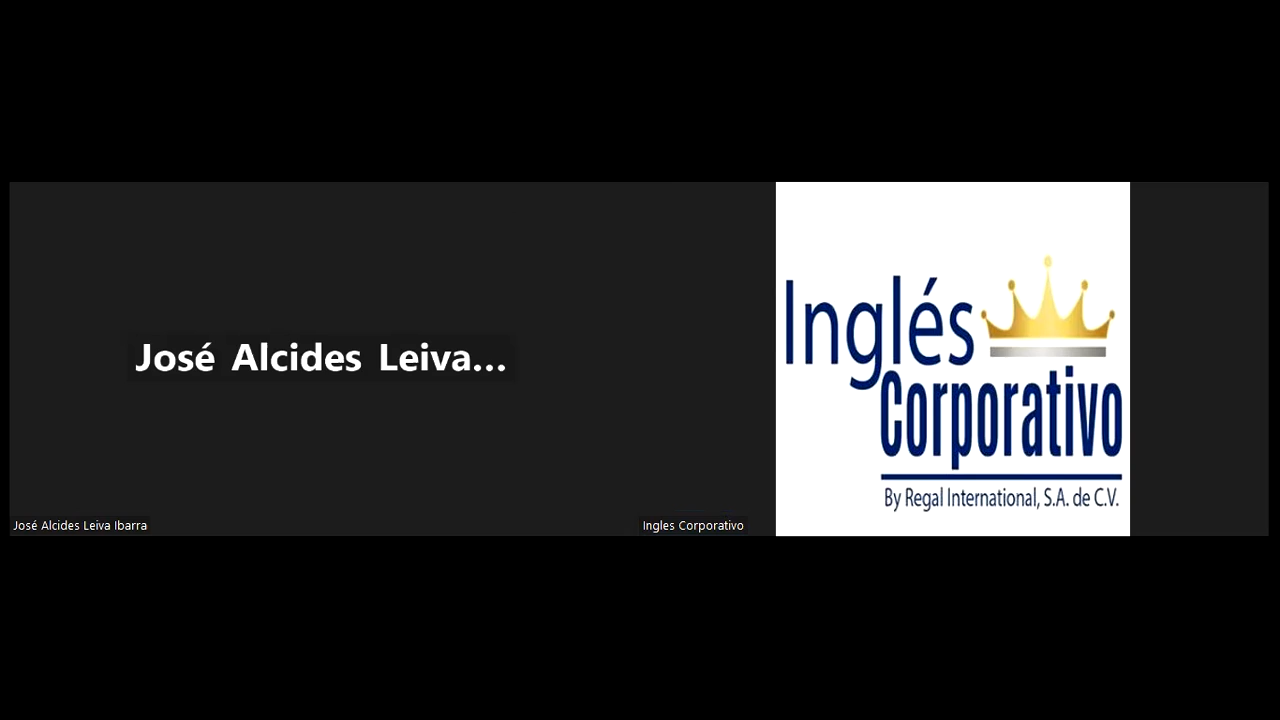 José Alcides Leiva...
José Alcides Leiva Ibarra
Inglés
Corporativo
By Regal International, S.A. de C.V.
Ingles Corporativo